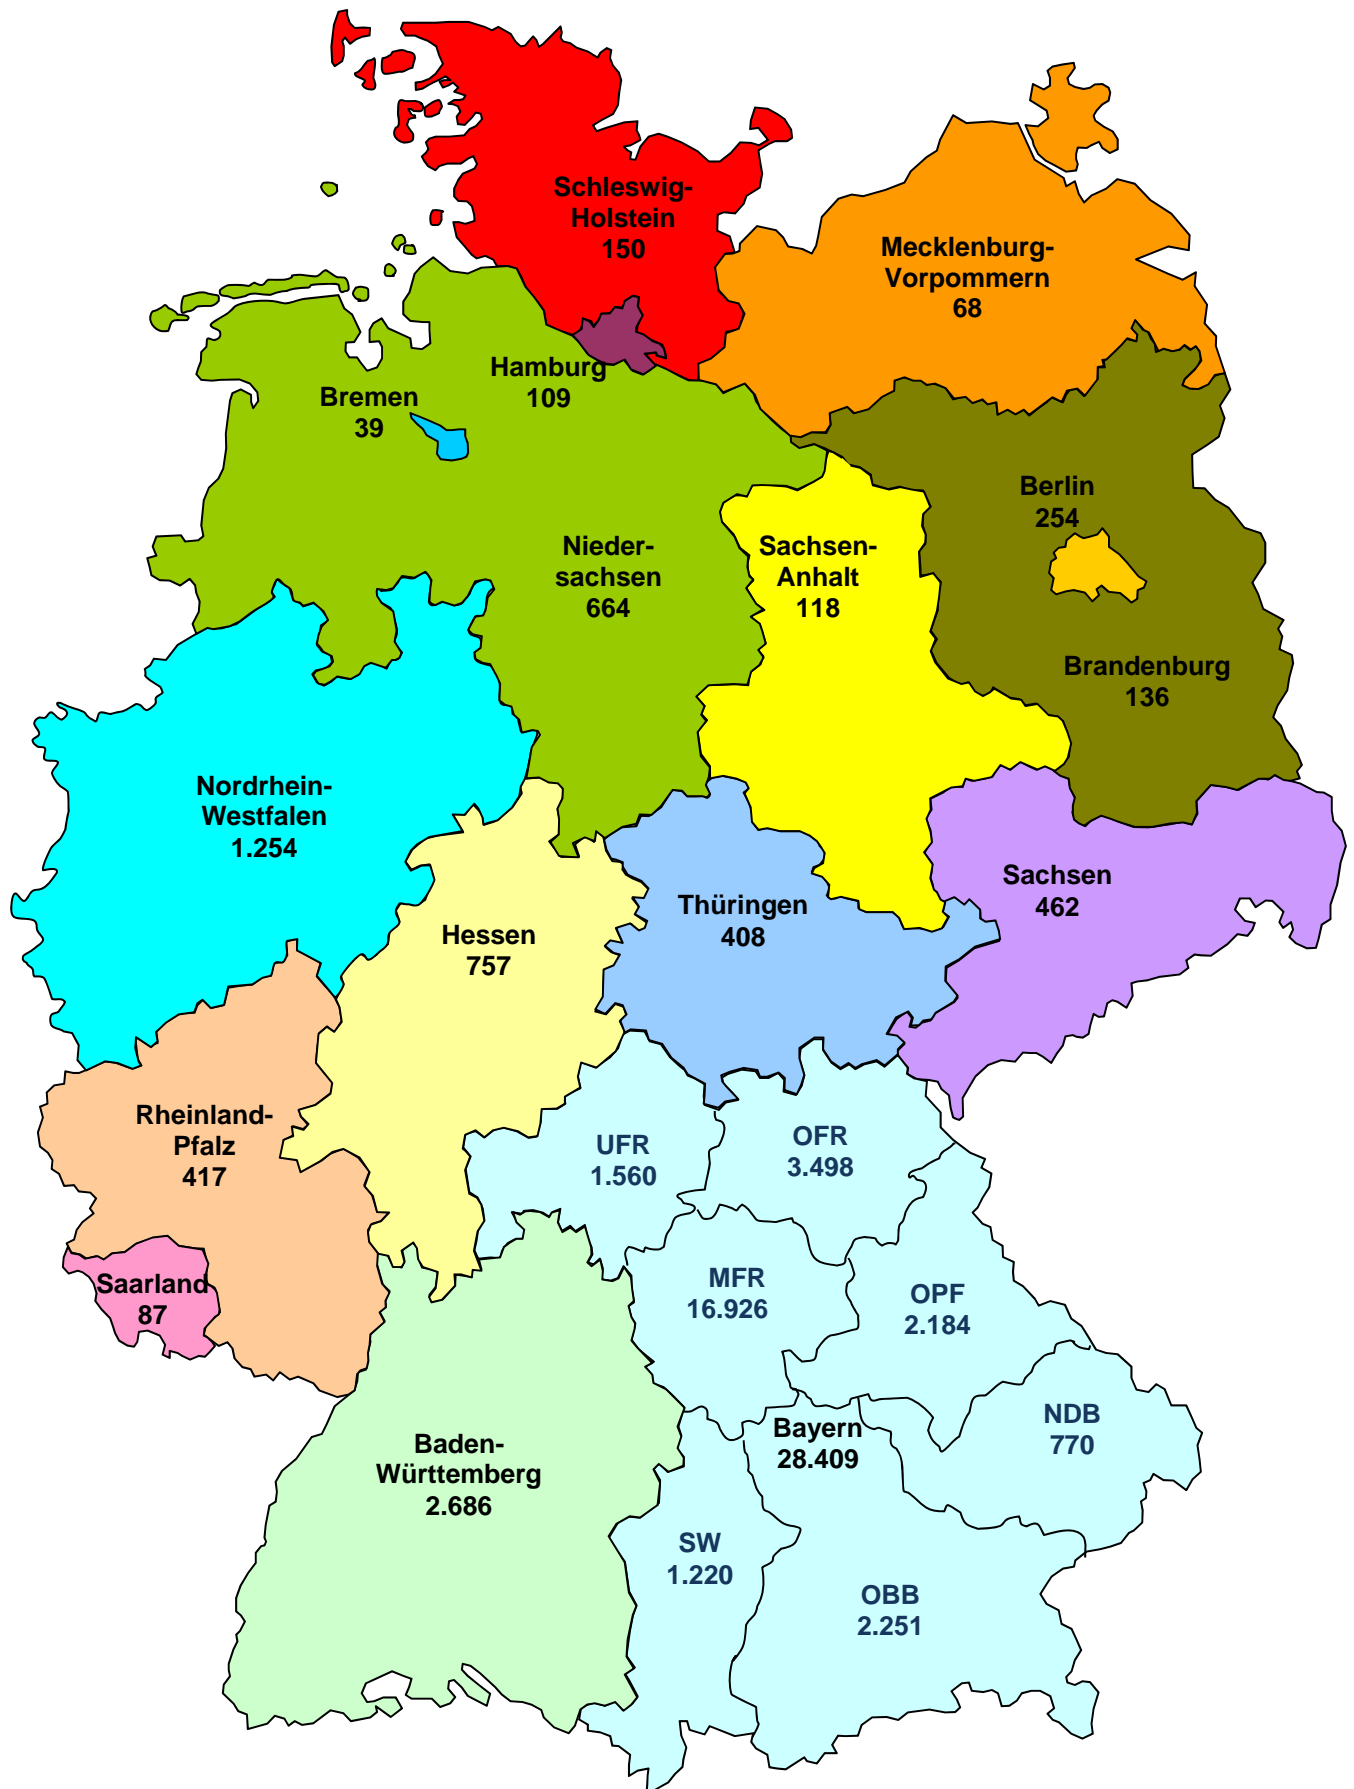 Schleswig-
Holstein
150
Mecklenburg-
Vorpommern
68
Hamburg
109
Bremen
39
Berlin
254
Nieder-
sachsen
664
Sachsen-
Anhalt
118
Brandenburg
136
Nordrhein-
Westfalen
1.254
Sachsen
462
Thüringen
408
Hessen
757
Rheinland-
Pfalz
417
UFR
1.560
OFR
3.498
Saarland
87
MFR
16.926
OPF
2.184
NDB
770
Bayern
28.409
Baden-
Württemberg
2.686
SW
1.220
OBB
2.251